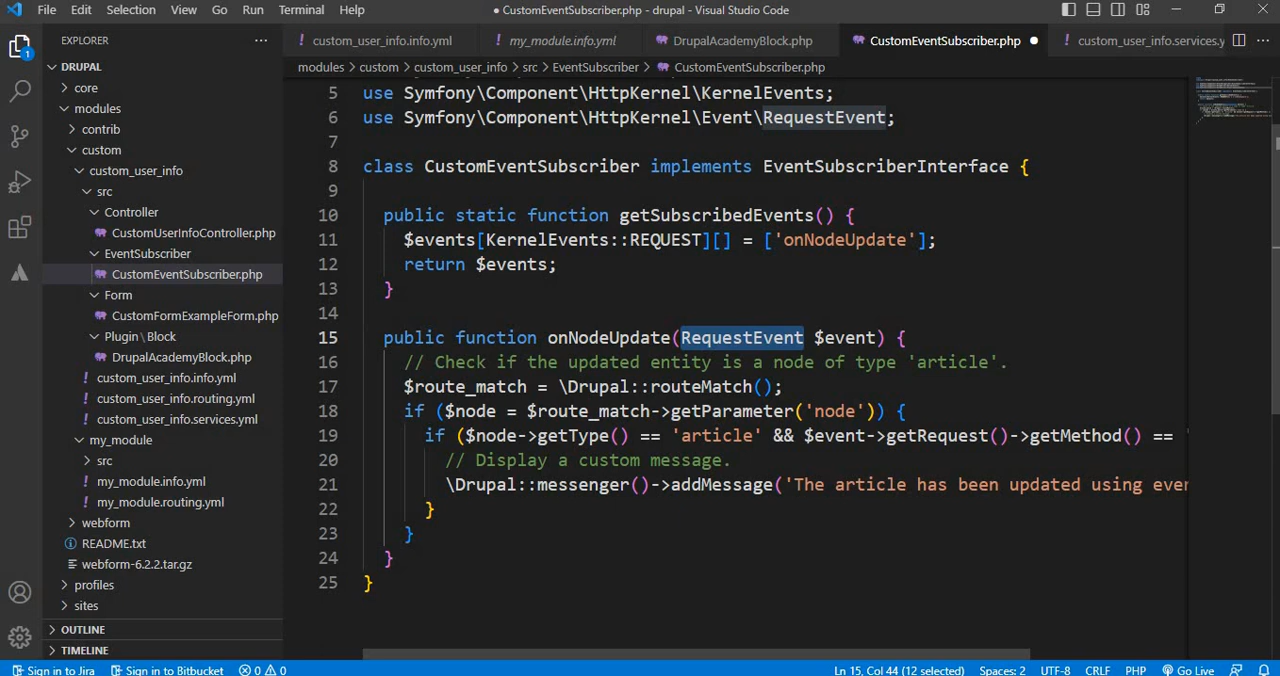 File Edit Selection View Go Run Terminal Help
● CustomEventSubscriber.php - drupal - Visual Studio Code
EXPLORER
1
DRUPAL
core
modules
contrib
custom
custom_user_info
src
Controller
CustomUserInfoController.php
EventSubscriber
CustomEventSubscriber.php
Form
CustomFormExampleForm.php
Plugin\Block
DrupalAcademyBlock.php
! custom_user_info.info.yml
! custom_user_info.routing.yml
! custom_user_info.services.yml
my_module
src
! my_module.info.yml
! my_module.routing.yml
webform
README.txt
webform-6.2.2.tar.gz
profiles
sites
OUTLINE
TIMELINE
! custom_user_info.info.yml
! my_module.info.yml
DrupalAcademyBlock.php
CustomEventSubscriber.php ●
! custom_user_info.services.y
modules > custom > custom_user_info > src > EventSubscriber > CustomEventSubscriber.php
5 use Symfony\Component\HttpKernel\KernelEvents;
6 use Symfony\Component\HttpKernel\Event\RequestEvent;
7
8 class CustomEventSubscriber implements EventSubscriberInterface {
9
10 public static function getSubscribedEvents() {
11 $events[KernelEvents::REQUEST][] = ['onNodeUpdate'];
12 return $events;
13 }
14
15 public function onNodeUpdate(RequestEvent $event) {
16 // Check if the updated entity is a node of type 'article'.
17 $route_match = \Drupal::routeMatch();
18 if ($node = $route_match->getParameter('node')) {
19 if ($node->getType() == 'article' && $event->getRequest()->getMethod() == '
20 // Display a custom message.
21 \Drupal::messenger()->addMessage('The article has been updated using eve
22 }
23 }
24 }
25 }
Sign in to Jira Sign in to Bitbucket 0 0 Ln 15, Col 44 (12 selected) Spaces: 2 UTF-8 CRLF PHP Go Live